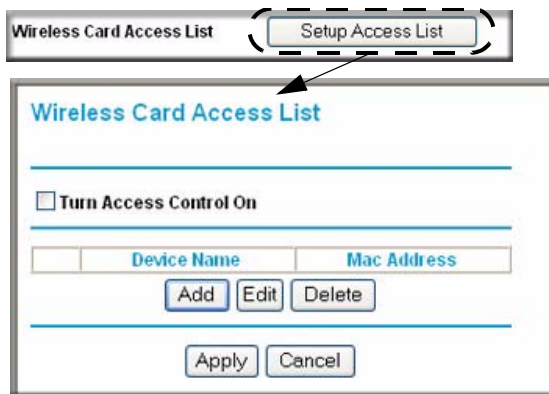 Wireless Card Access List Setup Access List
Wireless Card Access List
Turn Access Control On
Device Name Mac Address
Add Edit Delete
Apply Cancel